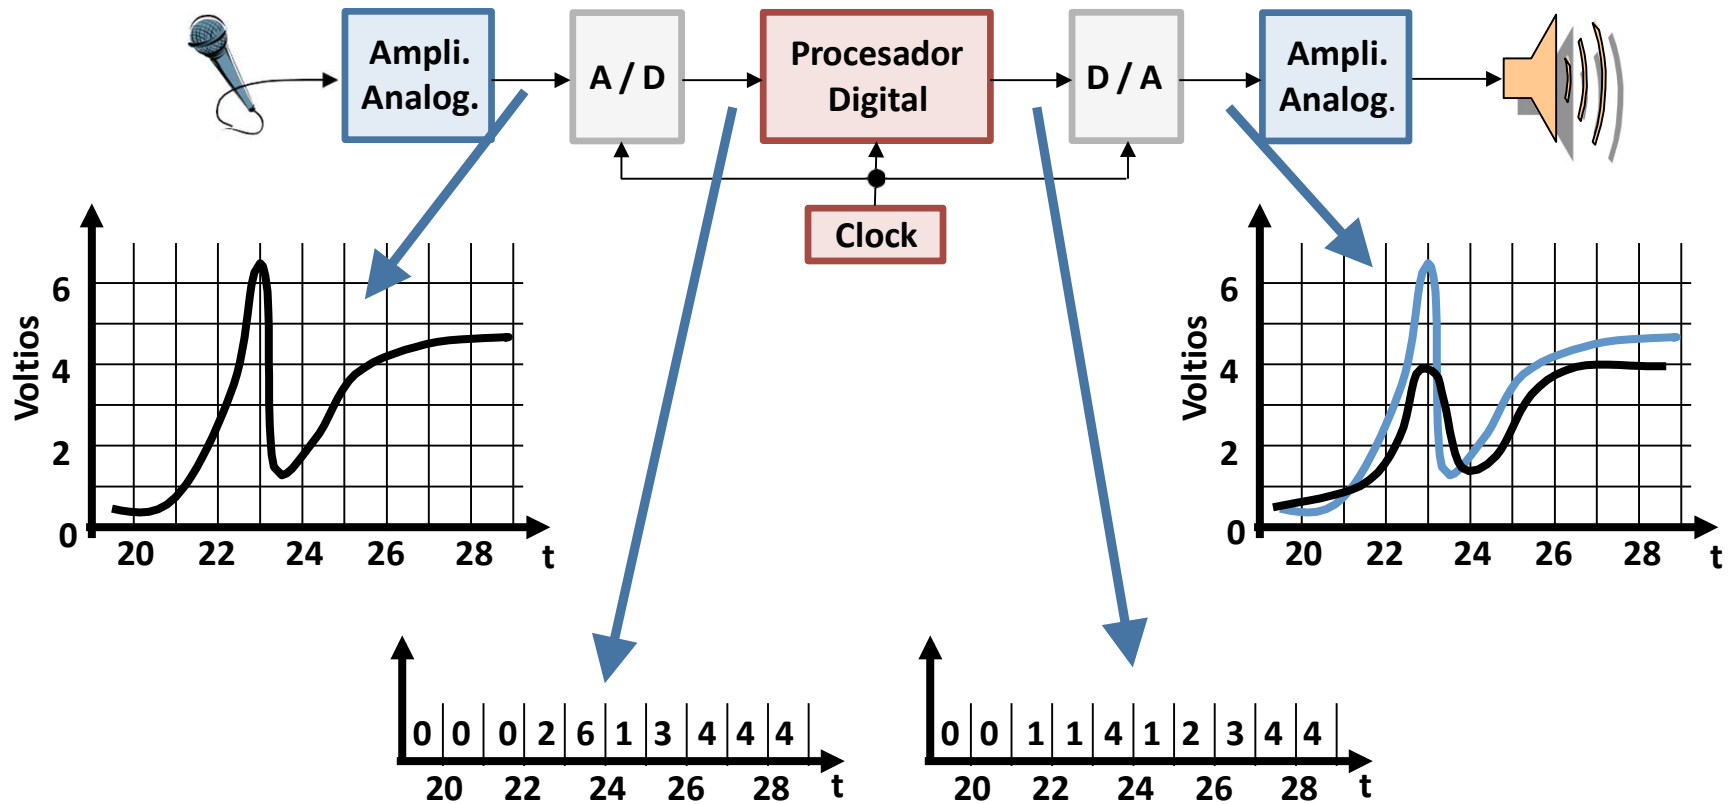 Ampli.
Analog.
A / D
Procesador
Digital
D / A
Ampli.
Analog.
Clock
Voltios
6
4
2
0
20 22 24 26 28 t
Voltios
6
4
2
0
20 22 24 26 28 t
0 0 0 2 6 1 3 4 4 4
20 22 24 26 28 t
0 0 1 1 4 1 2 3 4 4
20 22 24 26 28 t